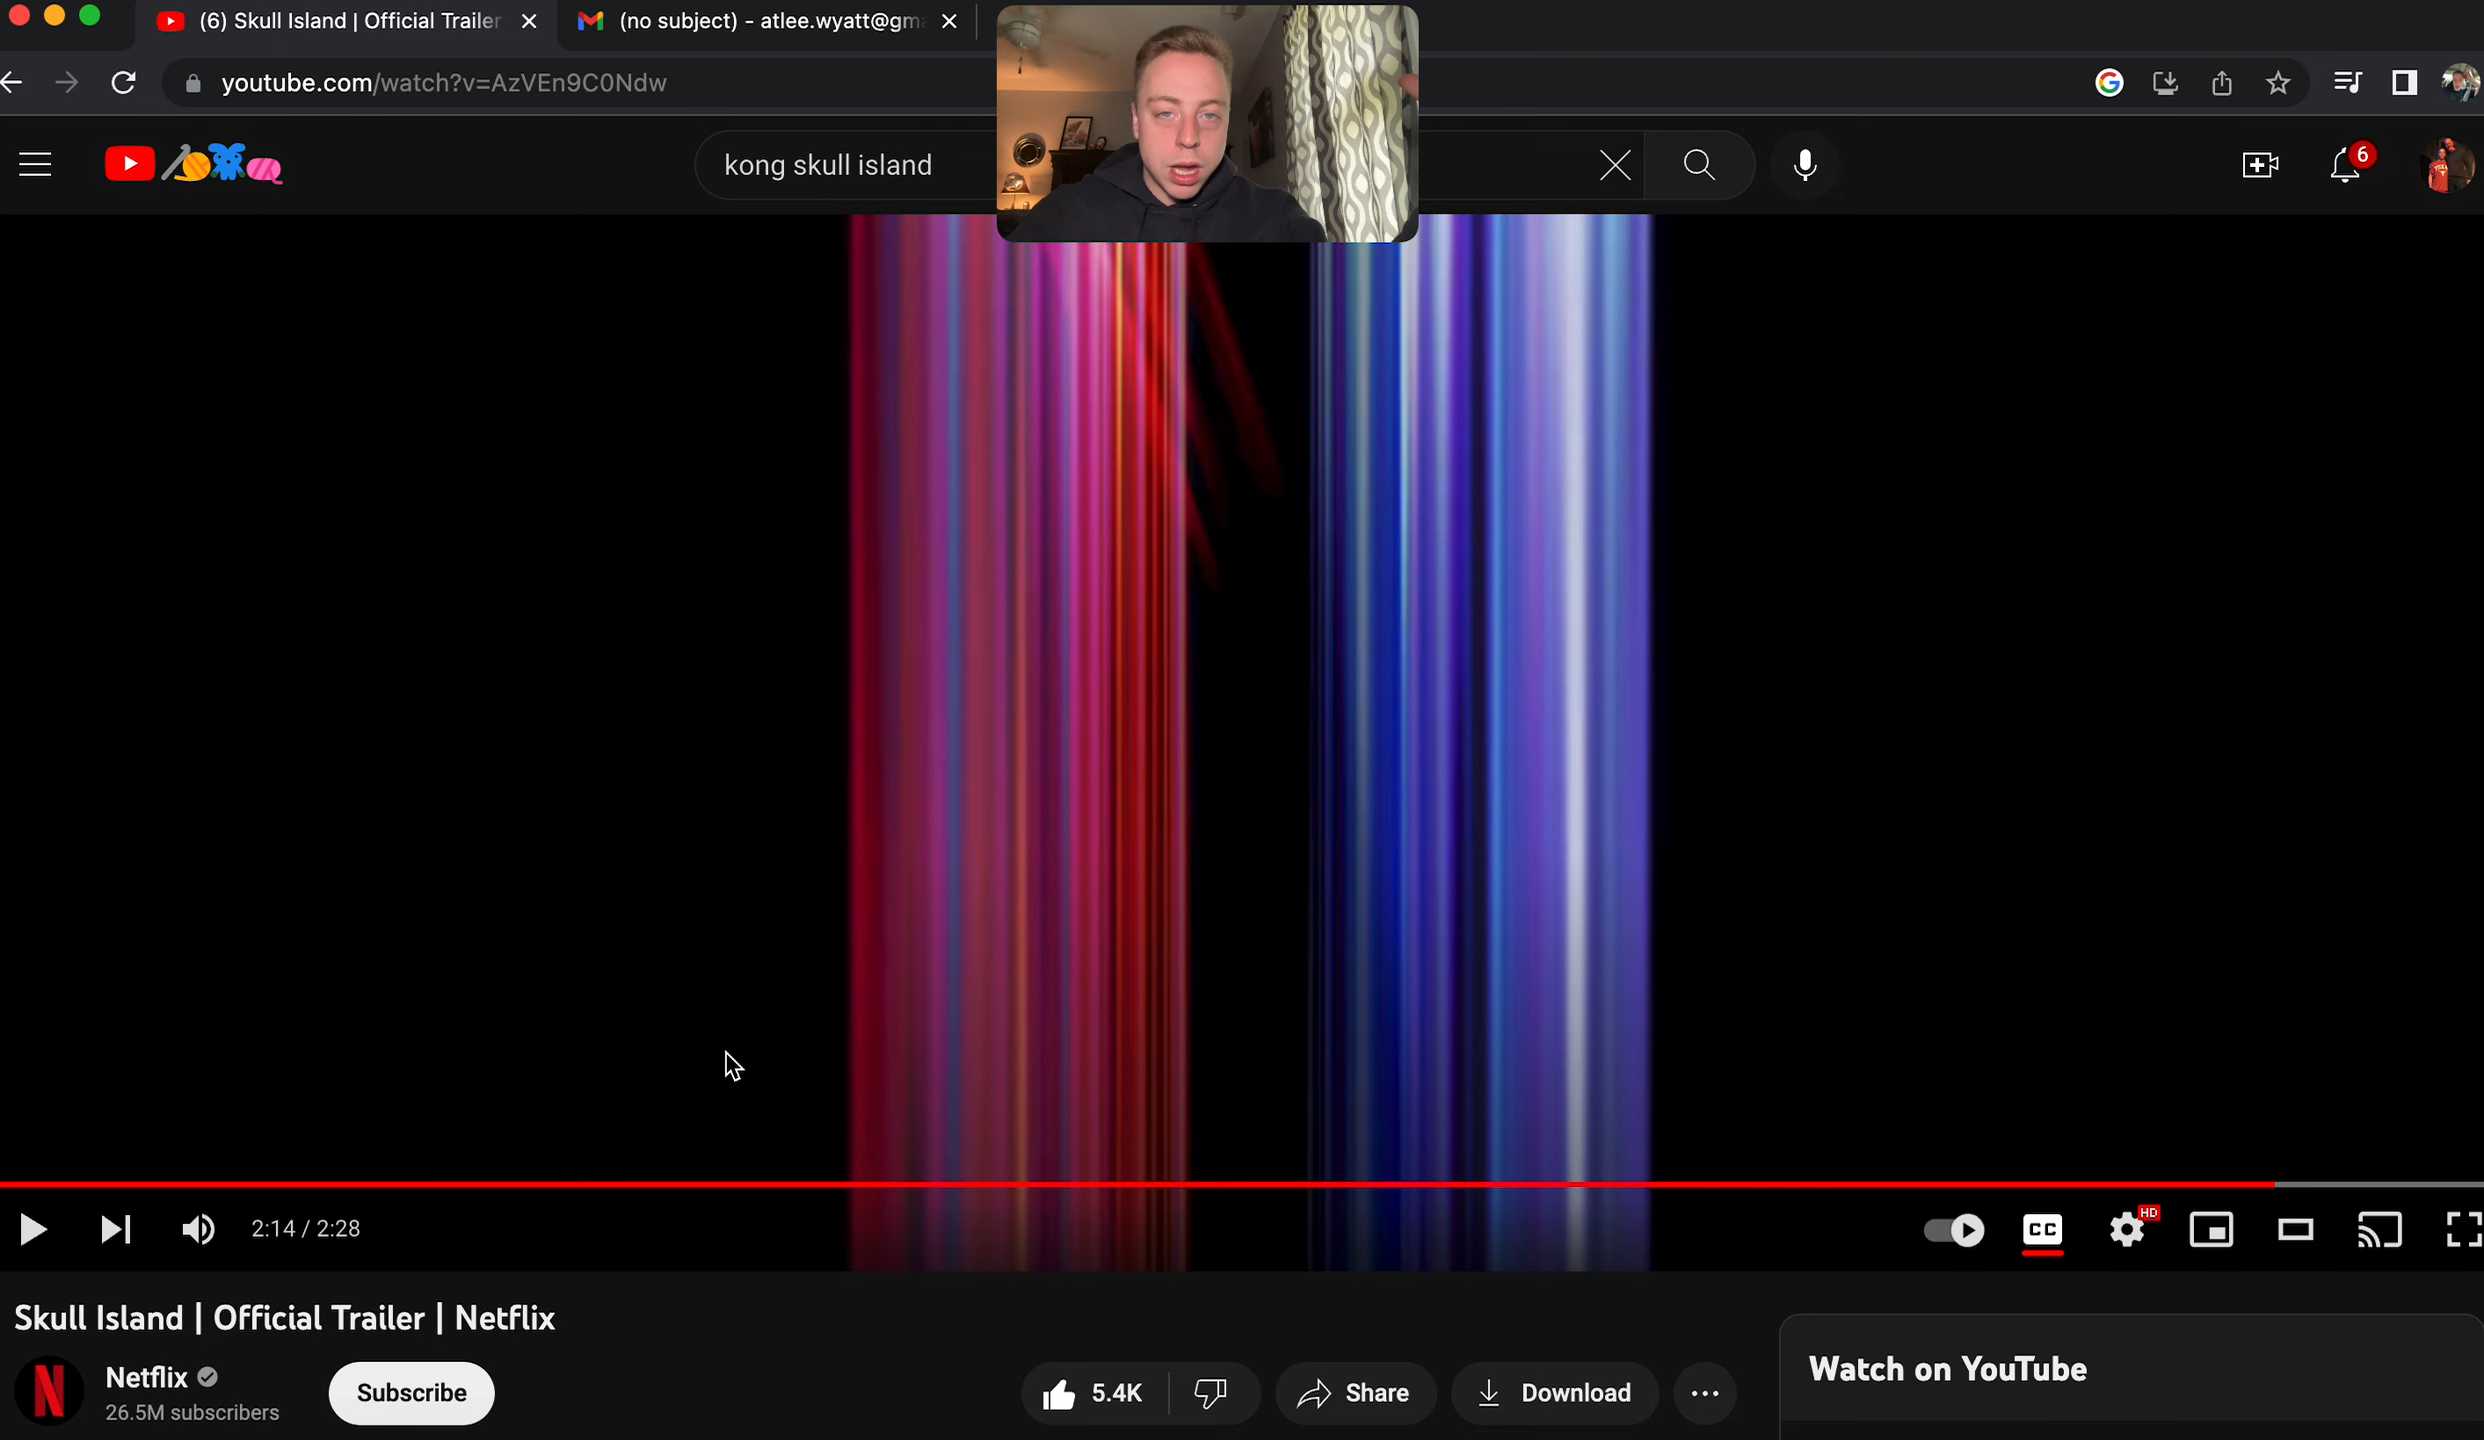 (6) Skull Island | Official Trailer
(no subject) - atlee.wyatt@gma
youtube.com/watch?v=AzVEn9C0Ndw
kong skull island
6
2:14 / 2:28
CC
HD
Skull Island | Official Trailer | Netflix
Netflix
26.5M subscribers
Subscribe
5.4K
Share
Download
Watch on YouTube